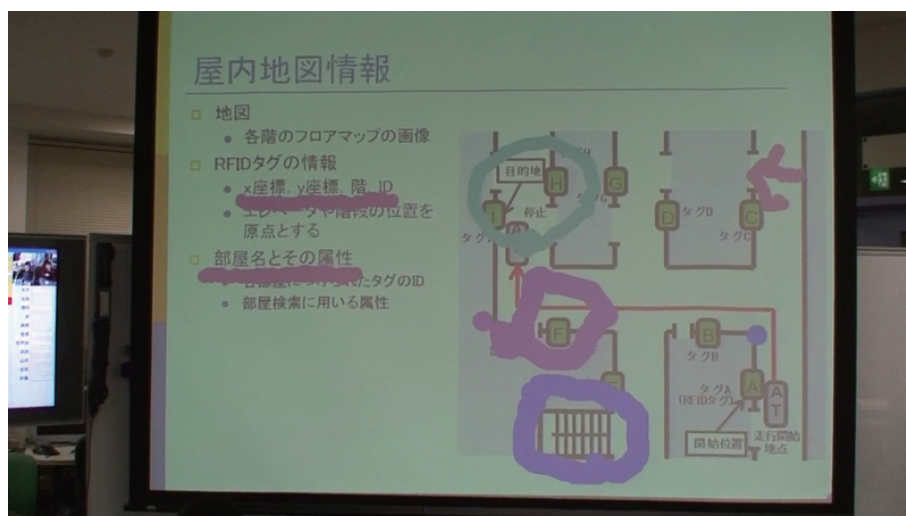 屋内地図情報
地図
各階のフロアマップの画像
RFIDタグの情報
x座標，y座標，階，ID
エレベータや階段の位置を
原点とする
部屋名とその属性
タグのID
部屋検索に用いる属性
目的地
H
G
タグG
I
停止
D
タグD
C
タグC
F
B
タグB
タグA
(RFIDタグ)
A
A
T
開始位置
走行開始
地点